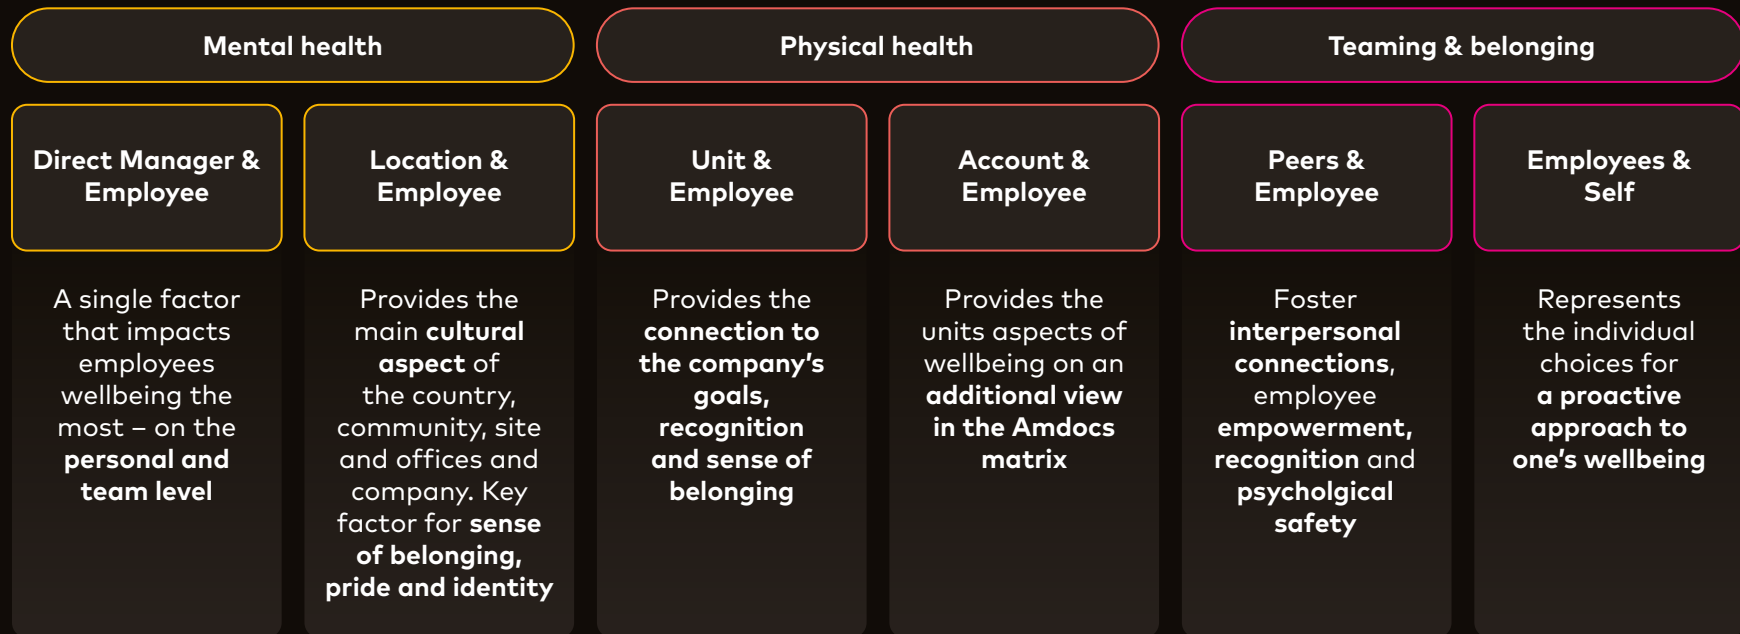 Mental health
Physical health
Teaming & belonging
Direct Manager &
Employee
Location &
Employee
Unit &
Employee
Account &
Employee
Peers &
Employee
Employees &
Self
A single factor
that impacts
employees
wellbeing the
most – on the
personal and
team level
Provides the
main cultural
aspect of
the country,
community, site
and offices and
company. Key
factor for sense
of belonging,
pride and identity
Provides the
connection to
the company’s
goals,
recognition
and sense of
belonging
Provides the
units aspects of
wellbeing on an
additional view
in the Amdocs
matrix
Foster
interpersonal
connections,
employee
empowerment,
recognition and
psycholgical
safety
Represents
the individual
choices for
a proactive
approach to
one’s wellbeing